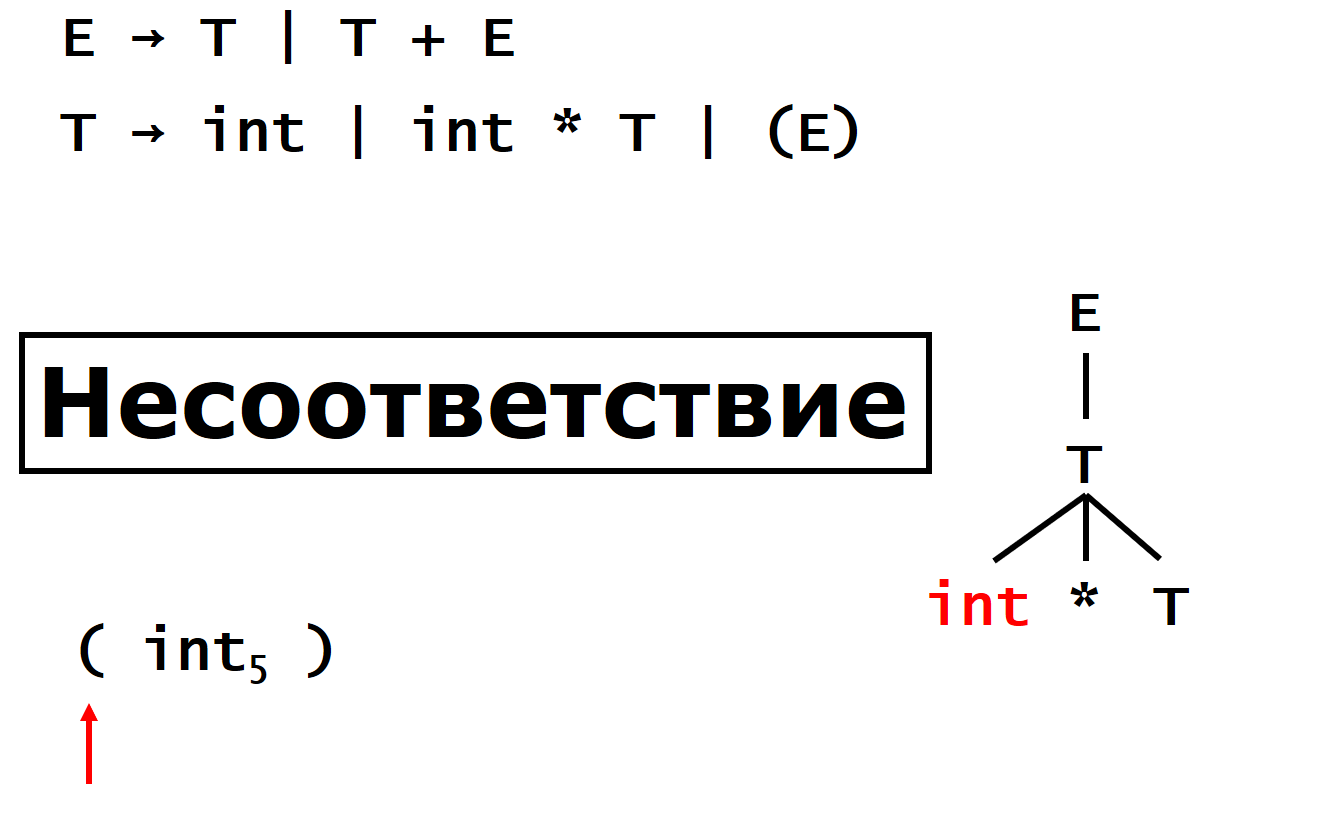 E → T | T + E
T → int | int * T | (E)
E
Несоответствие
T
int * T
( int₅ )